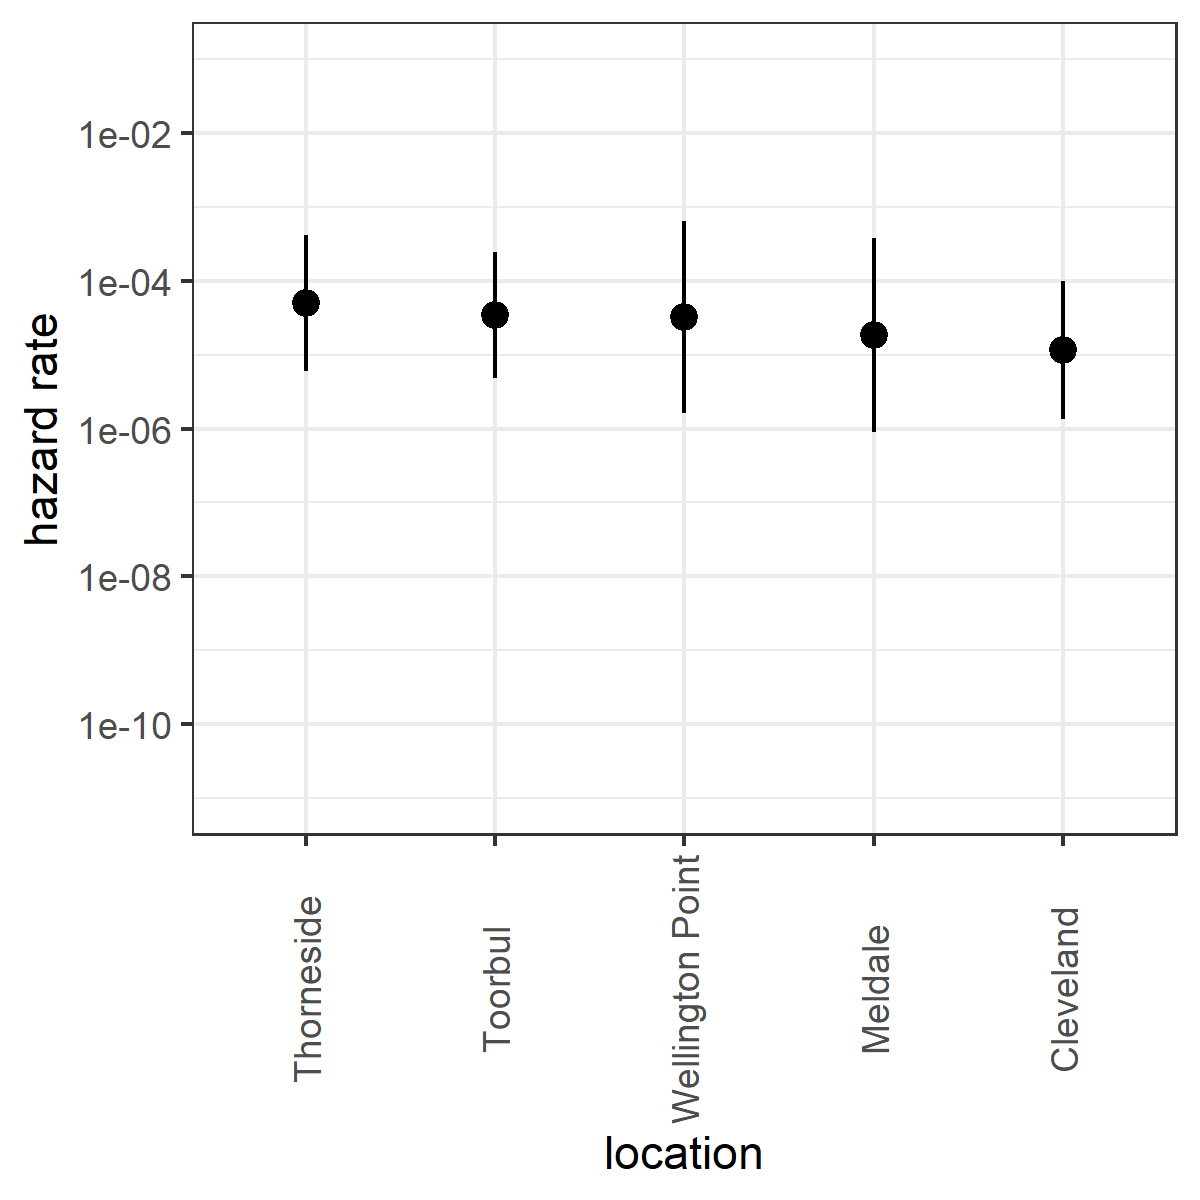 hazard rate
1e-02
1e-04
1e-06
1e-08
1e-10
Thorneside
Toorbul
Wellington Point
Meldale
Cleveland
location